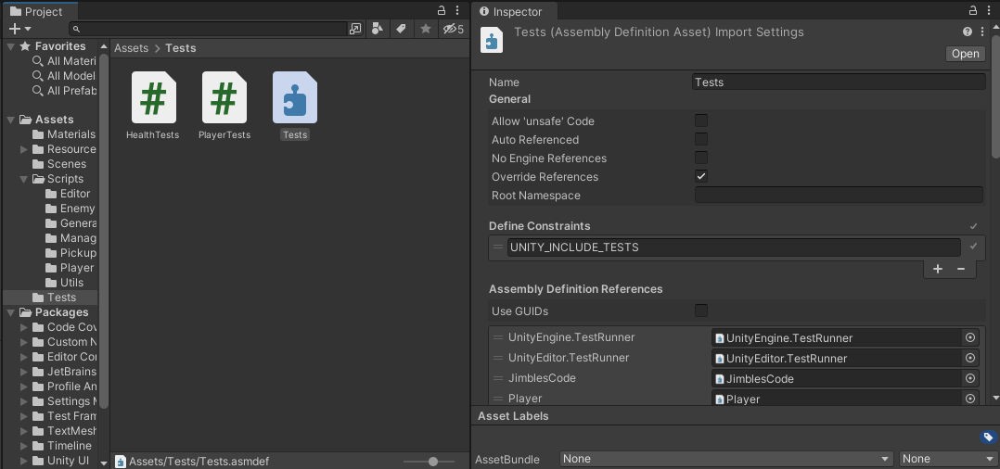 Project
5
Favorites
All Materi
All Model
All Prefab
Assets
Materials
Resource
Scenes
Scripts
Editor
Enemy
Genera
Manag
Pickup
Player
Utils
Tests
Packages
Code Cov
Custom N
Editor Cor
JetBrains
Profile An
Settings M
Test Fram
TextMesh
Timeline
Unity UI
Assets > Tests
#
HealthTests
#
PlayerTests
Tests
Assets/Tests/Tests.asmdef
Inspector
Tests (Assembly Definition Asset) Import Settings
Open
Name Tests
General
Allow 'unsafe' Code
Auto Referenced
No Engine References
Override References
Root Namespace
Define Constraints
UNITY_INCLUDE_TESTS
Assembly Definition References
Use GUIDs
UnityEngine.TestRunner UnityEngine.TestRunner
UnityEditor.TestRunner UnityEditor.TestRunner
JimblesCode JimblesCode
Player Player
Asset Labels
AssetBundle None None